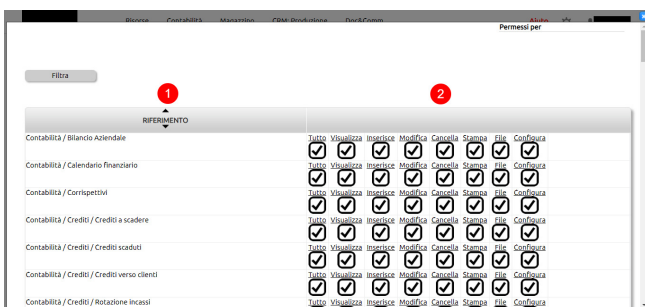 Risorse Contabilità Magazzino CRM: Produzione Doc&Comm Aiuto
Permessi per
Filtra
1 2
RIFERIMENTO
Contabilità / Bilancio Aziendale Tutto Visualizza Inserisce Modifica Cancella Stampa File Configura
Contabilità / Calendario finanziario Tutto Visualizza Inserisce Modifica Cancella Stampa File Configura
Contabilità / Corrispettivi Tutto Visualizza Inserisce Modifica Cancella Stampa File Configura
Contabilità / Crediti / Crediti a scadere Tutto Visualizza Inserisce Modifica Cancella Stampa File Configura
Contabilità / Crediti / Crediti scaduti Tutto Visualizza Inserisce Modifica Cancella Stampa File Configura
Contabilità / Crediti / Crediti verso clienti Tutto Visualizza Inserisce Modifica Cancella Stampa File Configura
Contabilità / Crediti / Rotazione incassi Tutto Visualizza Inserisce Modifica Cancella Stampa File Configura